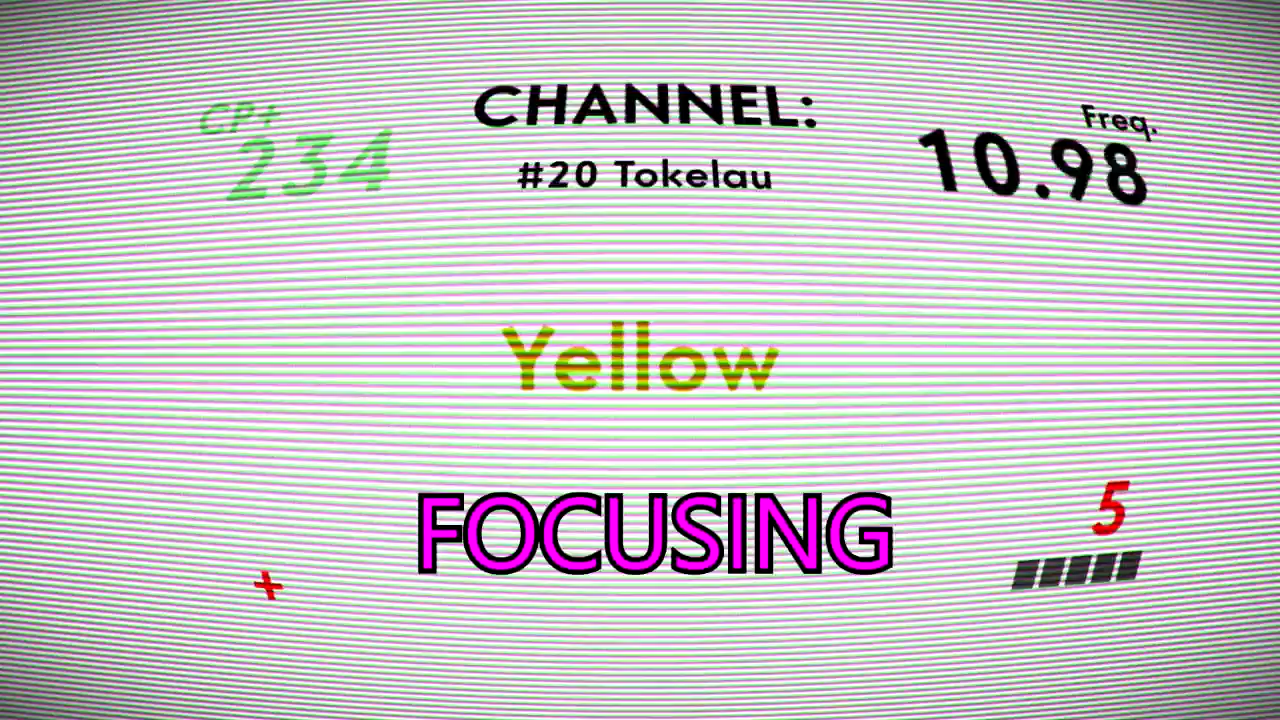 CP+
234
CHANNEL:
#20 Tokelau
Freq.
10.98
Yellow
FOCUSING
5
+